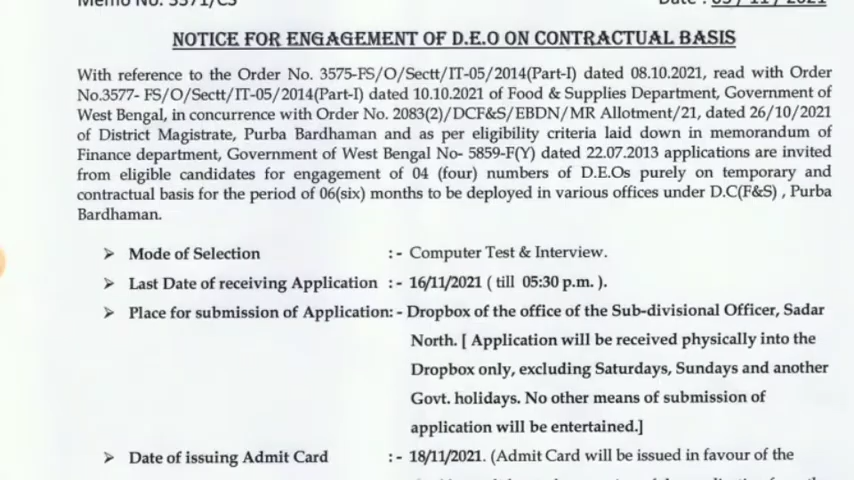 Memo No. 3371/CS Date : 05 / 11 / 2021
NOTICE FOR ENGAGEMENT OF D.E.O ON CONTRACTUAL BASIS
With reference to the Order No. 3575-FS/O/Sectt/IT-05/2014(Part-I) dated 08.10.2021, read with Order
No.3577- FS/O/Sectt/IT-05/2014(Part-I) dated 10.10.2021 of Food & Supplies Department, Government of
West Bengal, in concurrence with Order No. 2083(2)/DCF&S/EBDN/MR Allotment/21, dated 26/10/2021
of District Magistrate, Purba Bardhaman and as per eligibility criteria laid down in memorandum of
Finance department, Government of West Bengal No- 5859-F(Y) dated 22.07.2013 applications are invited
from eligible candidates for engagement of 04 (four) numbers of D.E.Os purely on temporary and
contractual basis for the period of 06(six) months to be deployed in various offices under D.C(F&S) , Purba
Bardhaman.
➢ Mode of Selection :- Computer Test & Interview.
➢ Last Date of receiving Application :- 16/11/2021 ( till 05:30 p.m. ).
➢ Place for submission of Application: - Dropbox of the office of the Sub-divisional Officer, Sadar
North. [ Application will be received physically into the
Dropbox only, excluding Saturdays, Sundays and another
Govt. holidays. No other means of submission of
application will be entertained.]
➢ Date of issuing Admit Card :- 18/11/2021. (Admit Card will be issued in favour of the